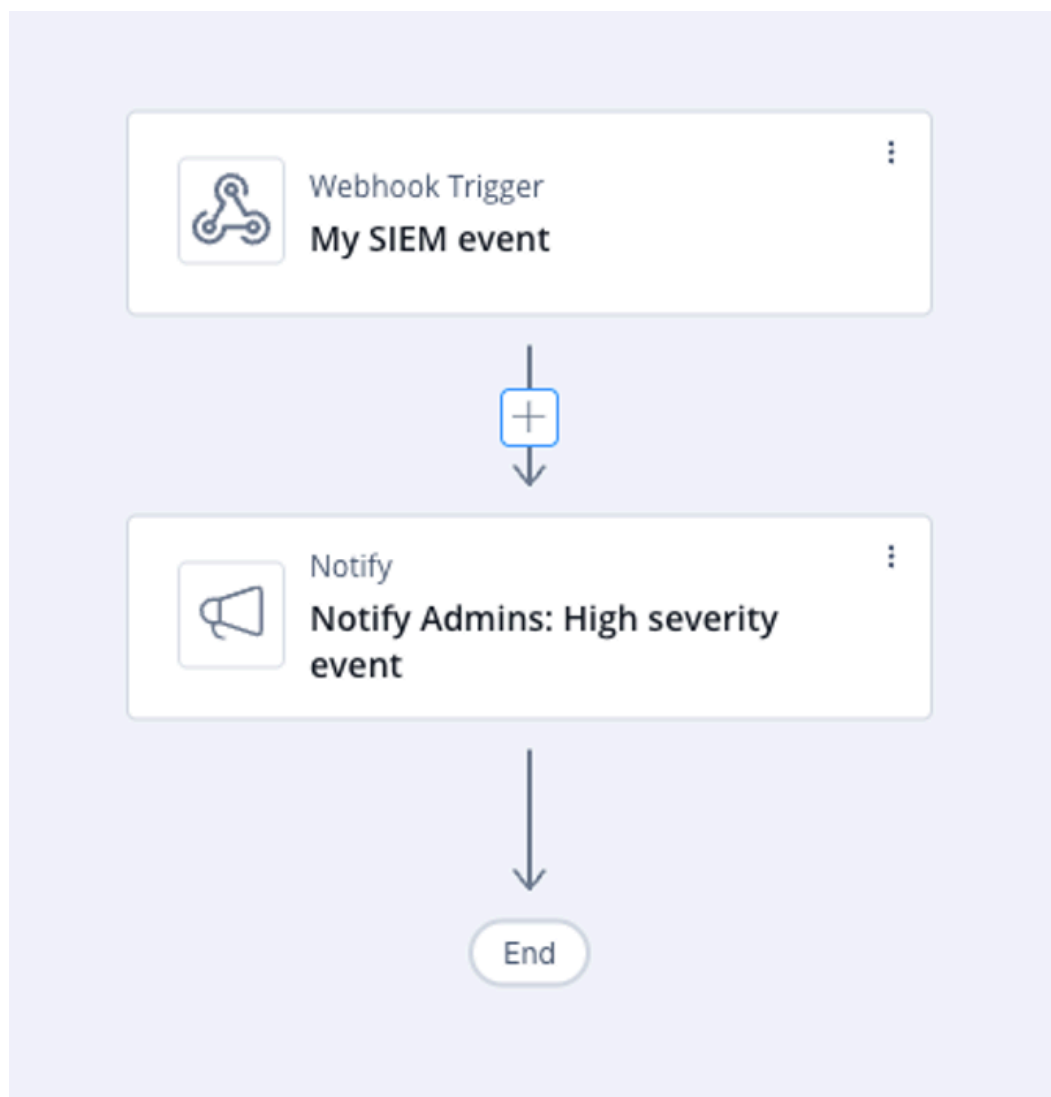 Webhook Trigger
My SIEM event
Notify
Notify Admins: High severity
event
End